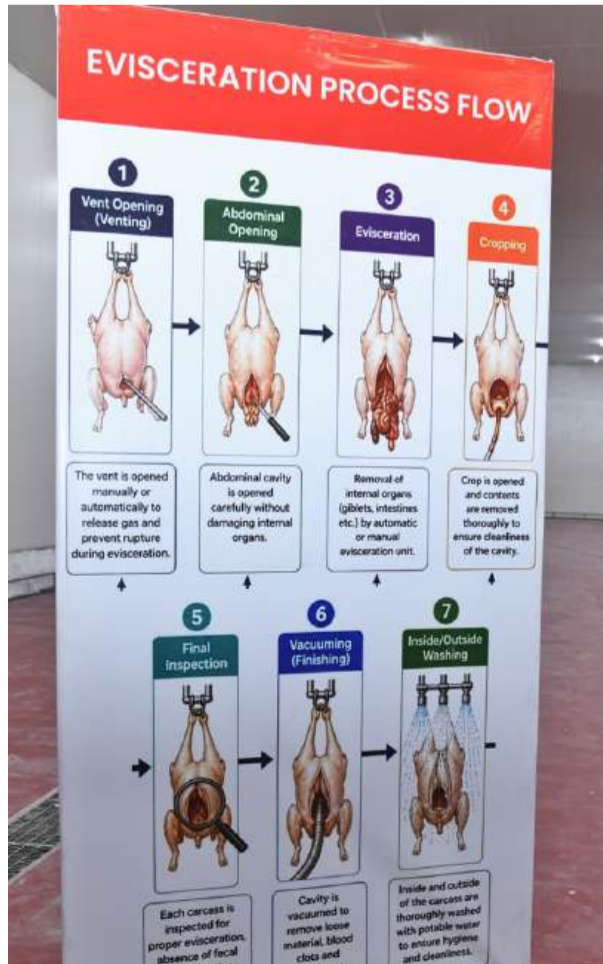 EVISCERATION PROCESS FLOW
1
Vent Opening
(Venting)
The vent is opened
manually or
automatically to
release gas and
prevent rupture
during evisceration.
2
Abdominal
Opening
Abdominal cavity
is opened
carefully without
damaging internal
organs.
3
Evisceration
Removal of
internal organs
(giblets, intestines
etc.) by automatic
or manual
evisceration unit.
4
Cropping
Crop is opened
and contents
are removed
thoroughly to
ensure cleanliness
of the cavity.
5
Final
Inspection
Each carcass is
inspected for
proper evisceration,
absence of fecal
6
Vacuuming
(Finishing)
Cavity is
vacuumed to
remove loose
material, blood
clots and
7
Inside/Outside
Washing
Inside and outside
of the carcass are
thoroughly washed
with potable water
to ensure hygiene
and cleanliness.